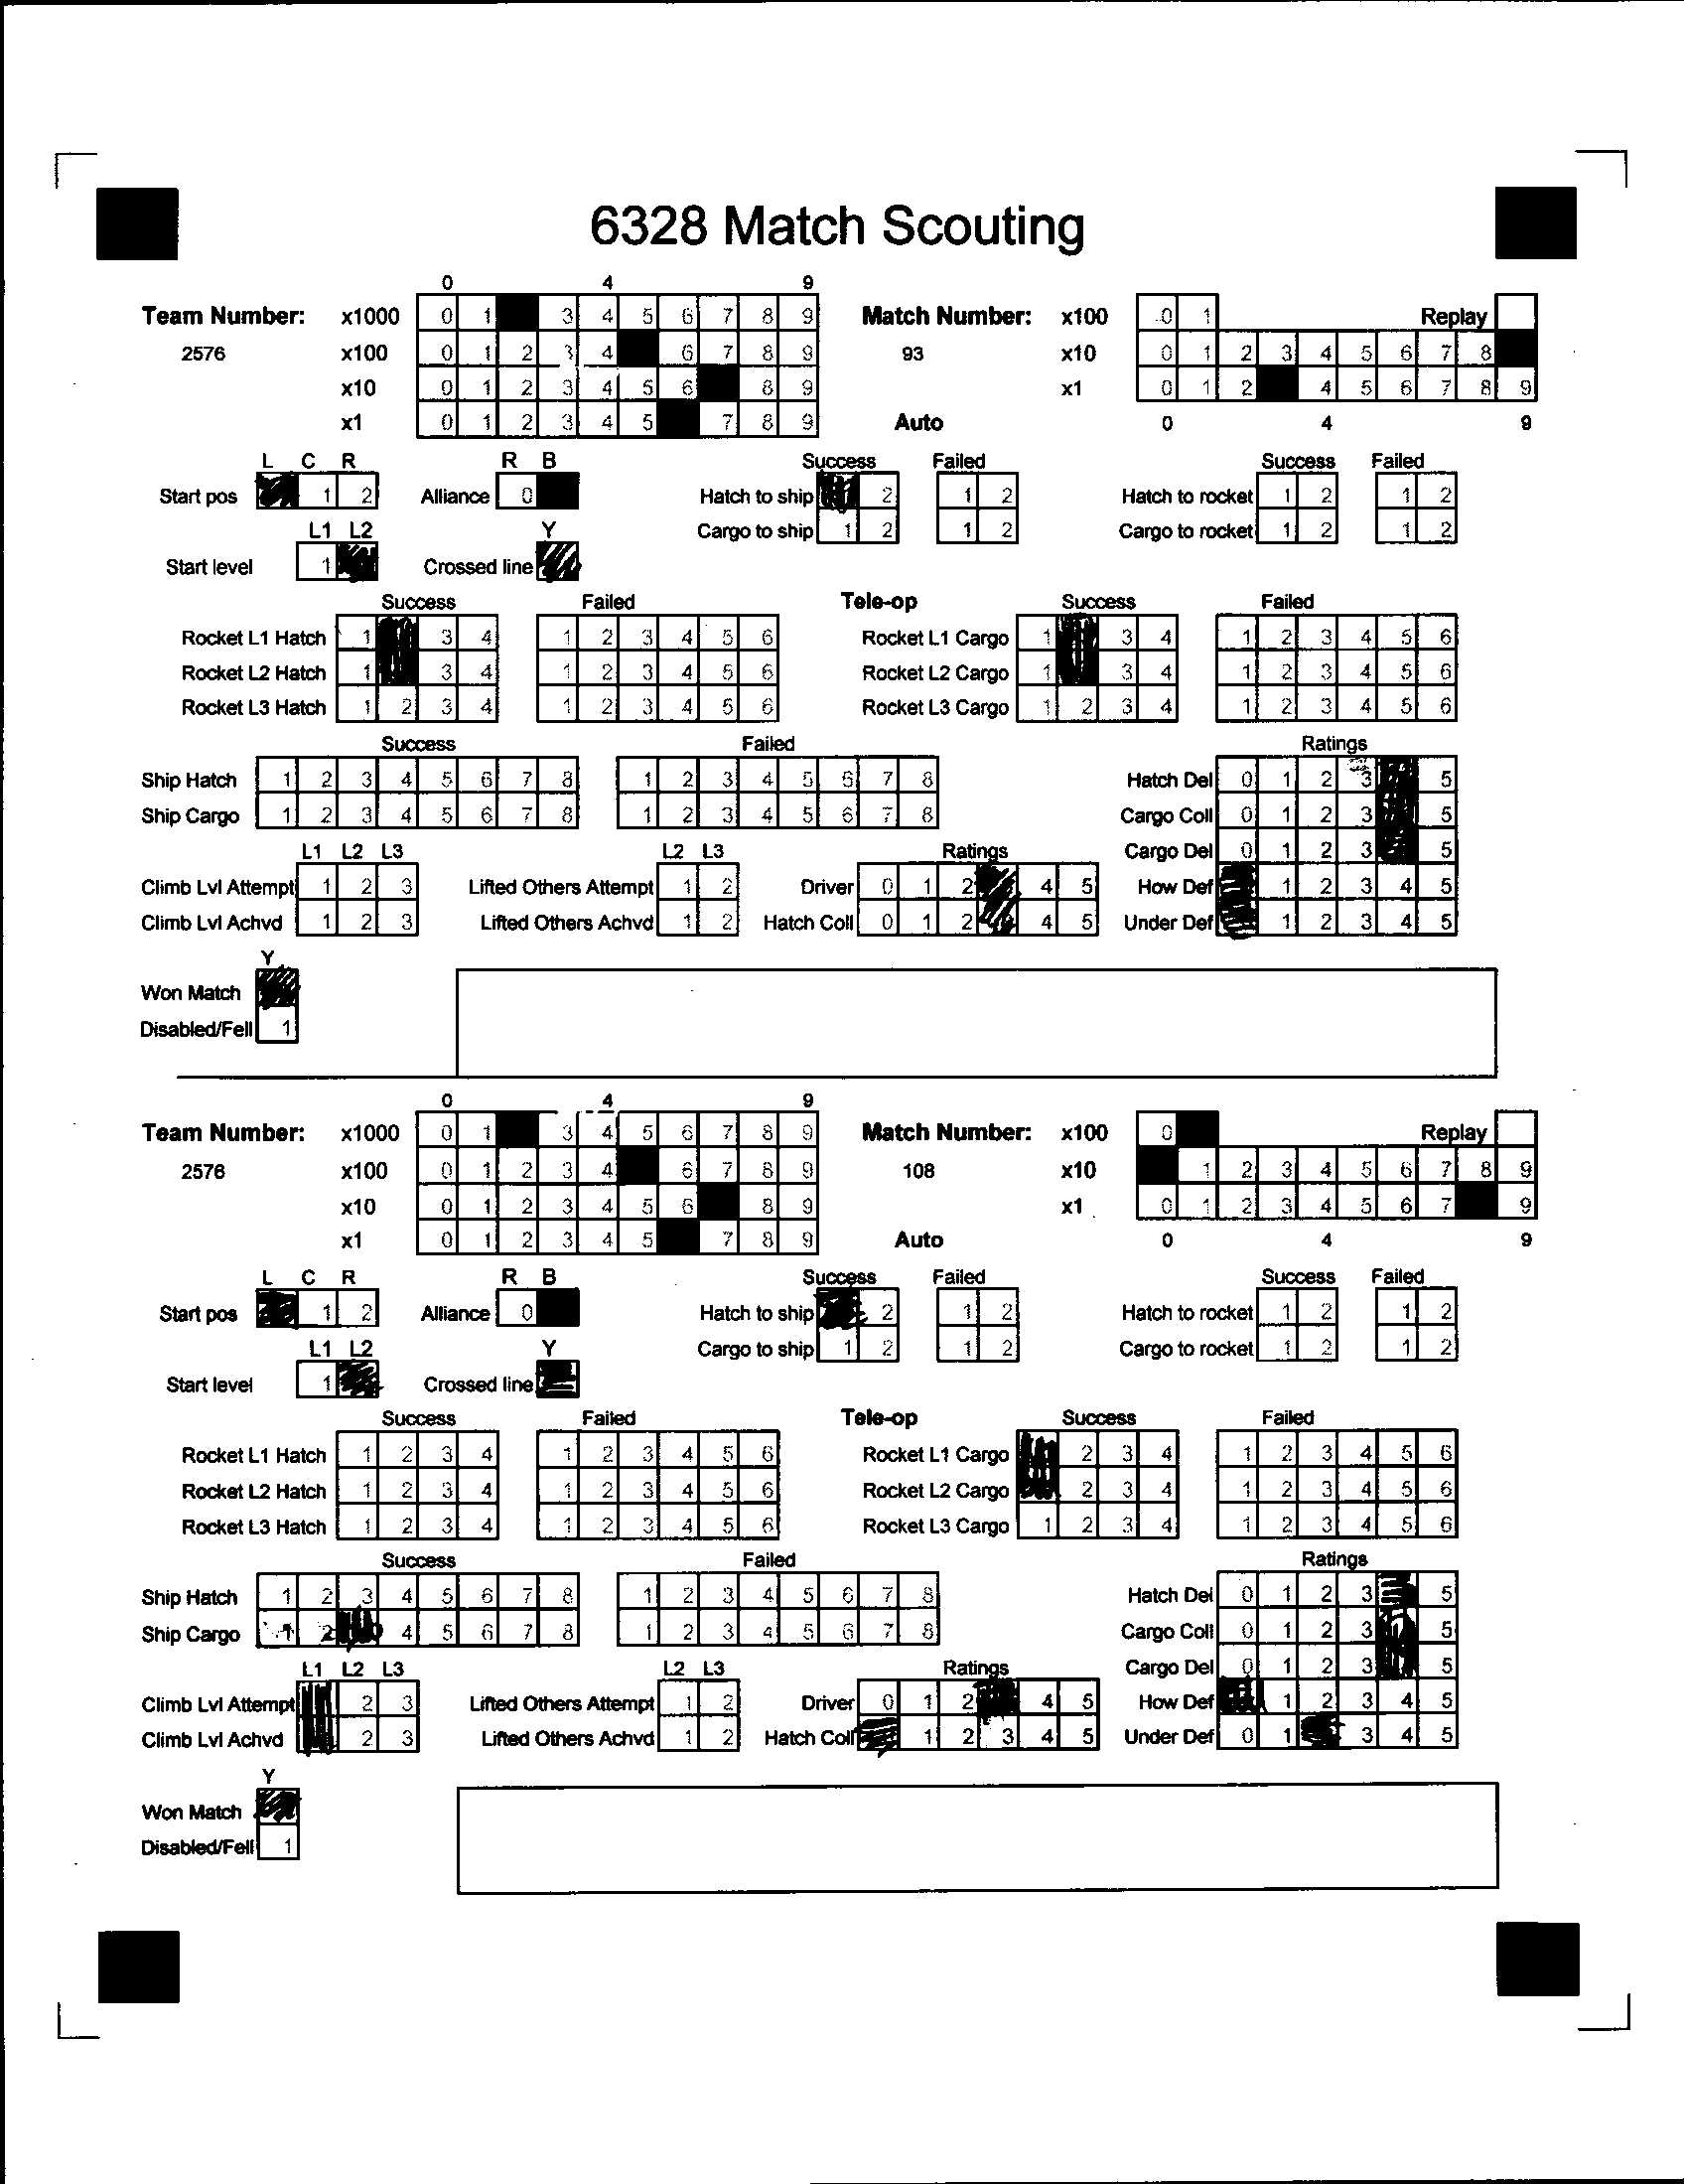 6328 Match Scouting
0 4 9
Team Number: x1000 0 1 3 4 5 6 7 8 9 Match Number: x100 0 1 Replay
2576 x100 0 1 2 3 4 6 7 8 9 93 x10 0 1 2 3 4 5 6 7 8
x10 0 1 2 3 4 5 6 8 9 x1 0 1 2 4 5 6 7 8 9
x1 0 1 2 3 4 5 7 8 9 Auto 0 4 9
L C R R B Success Failed Success Failed
Start pos 1 2 Alliance 0 Hatch to ship 2 1 2 Hatch to rocket 1 2 1 2
L1 L2 Y Cargo to ship 1 2 1 2 Cargo to rocket 1 2 1 2
Start level 1 Crossed line
Success Failed Tele-op Success Failed
Rocket L1 Hatch 1 3 4 1 2 3 4 5 6 Rocket L1 Cargo 1 3 4 1 2 3 4 5 6
Rocket L2 Hatch 1 3 4 1 2 3 4 5 6 Rocket L2 Cargo 1 3 4 1 2 3 4 5 6
Rocket L3 Hatch 1 2 3 4 1 2 3 4 5 6 Rocket L3 Cargo 1 2 3 4 1 2 3 4 5 6
Success Failed Ratings
Ship Hatch 1 2 3 4 5 6 7 8 1 2 3 4 5 6 7 8 Hatch Del 0 1 2 3 5
Ship Cargo 1 2 3 4 5 6 7 8 1 2 3 4 5 6 7 8 Cargo Coll 0 1 2 3 5
L1 L2 L3 L2 L3 Ratings Cargo Del 0 1 2 3 5
Climb Lvl Attempt 1 2 3 Lifted Others Attempt 1 2 Driver 0 1 2 4 5 How Def 1 2 3 4 5
Climb Lvl Achvd 1 2 3 Lifted Others Achvd 1 2 Hatch Coll 0 1 2 4 5 Under Def 1 2 3 4 5
Y
Won Match
Disabled/Fell 1
0 4 9
Team Number: x1000 0 1 3 4 5 6 7 8 9 Match Number: x100 0 Replay
2576 x100 0 1 2 3 4 6 7 8 9 108 x10 1 2 3 4 5 6 7 8 9
x10 0 1 2 3 4 5 6 8 9 x1 0 1 2 3 4 5 6 7 9
x1 0 1 2 3 4 5 7 8 9 Auto 0 4 9
L C R R B Success Failed Success Failed
Start pos 1 2 Alliance 0 Hatch to ship 2 1 2 Hatch to rocket 1 2 1 2
L1 L2 Y Cargo to ship 1 2 1 2 Cargo to rocket 1 2 1 2
Start level 1 Crossed line
Success Failed Tele-op Success Failed
Rocket L1 Hatch 1 2 3 4 1 2 3 4 5 6 Rocket L1 Cargo 2 3 4 1 2 3 4 5 6
Rocket L2 Hatch 1 2 3 4 1 2 3 4 5 6 Rocket L2 Cargo 2 3 4 1 2 3 4 5 6
Rocket L3 Hatch 1 2 3 4 1 2 3 4 5 6 Rocket L3 Cargo 1 2 3 4 1 2 3 4 5 6
Success Failed Ratings
Ship Hatch 1 2 3 4 5 6 7 8 1 2 3 4 5 6 7 8 Hatch Del 0 1 2 3 5
Ship Cargo 1 2 4 5 6 7 8 1 2 3 4 5 6 7 8 Cargo Coll 0 1 2 3 5
L1 L2 L3 L2 L3 Ratings Cargo Del 0 1 2 3 5
Climb Lvl Attempt 2 3 Lifted Others Attempt 1 2 Driver 0 1 2 4 5 How Def 1 2 3 4 5
Climb Lvl Achvd 2 3 Lifted Others Achvd 1 2 Hatch Coll 1 2 3 4 5 Under Def 0 1 3 4 5
Y
Won Match
Disabled/Fell 1